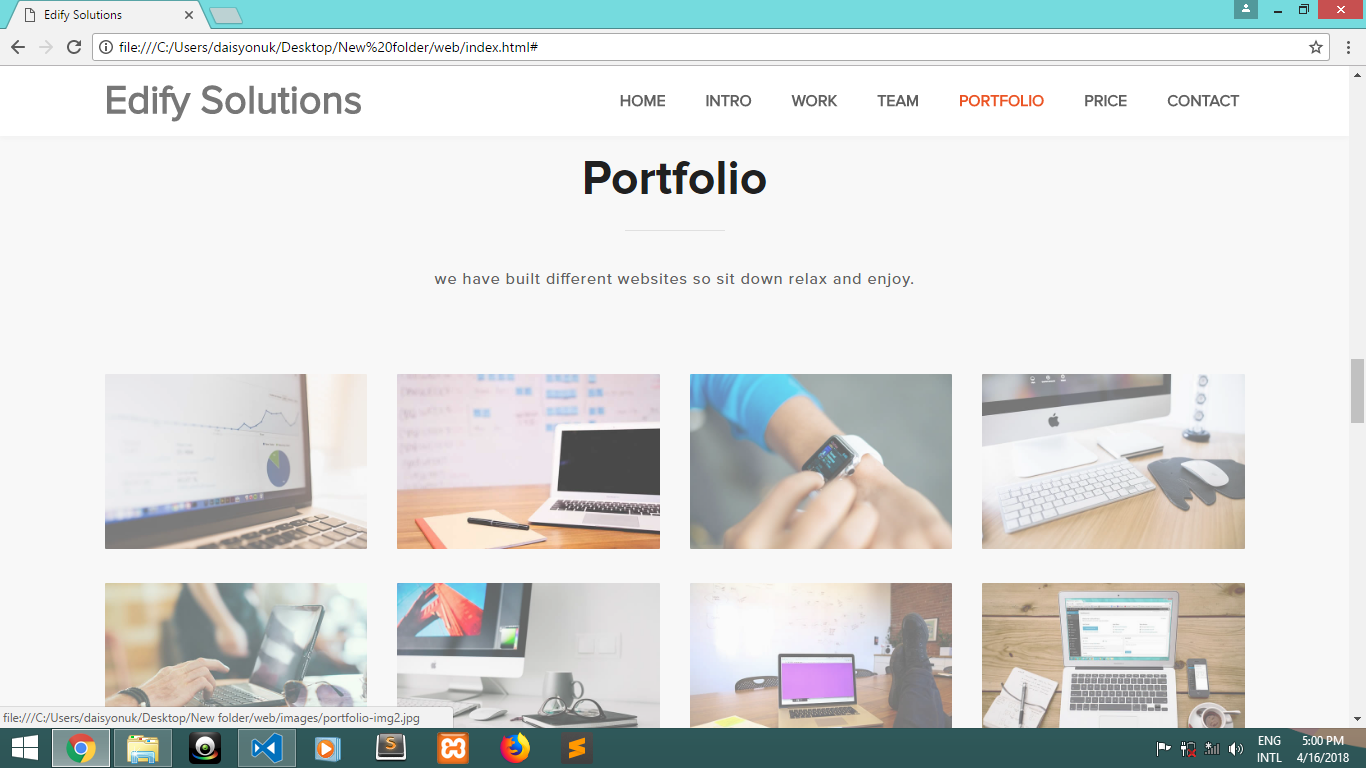 Edify Solutions
file:///C:/Users/daisyonuk/Desktop/New%20folder/web/index.html#
Edify Solutions
HOME INTRO WORK TEAM PORTFOLIO PRICE CONTACT
Portfolio
we have built different websites so sit down relax and enjoy.
file:///C:/Users/daisyonuk/Desktop/New folder/web/images/portfolio-img2.jpg
ENG 5:00 PM
INTL 4/16/2018